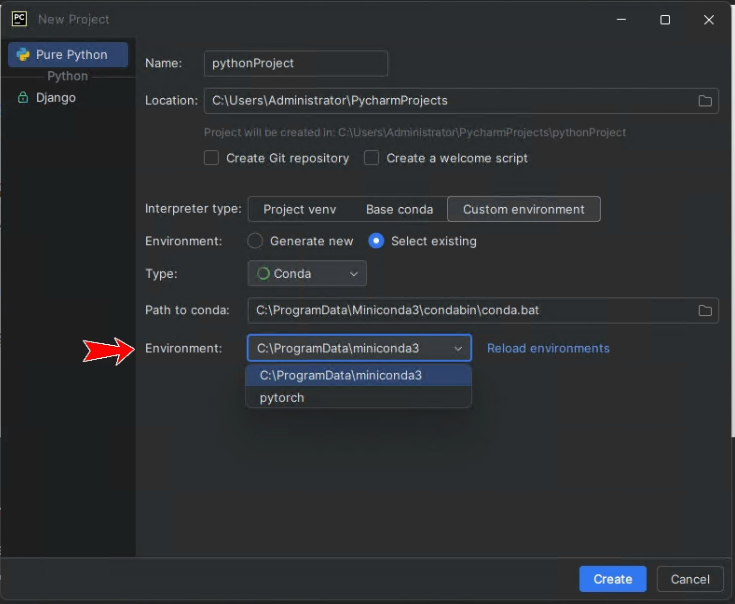 PC New Project
Pure Python
Python
Django
Name: pythonProject
Location: C:\Users\Administrator\PycharmProjects
Project will be created in: C:\Users\Administrator\PycharmProjects\pythonProject
Create Git repository Create a welcome script
Interpreter type: Project venv Base conda Custom environment
Environment: Generate new Select existing
Type: Conda
Path to conda: C:\ProgramData\Miniconda3\condabin\conda.bat
Environment: C:\ProgramData\miniconda3 Reload environments
C:\ProgramData\miniconda3
pytorch
Create Cancel